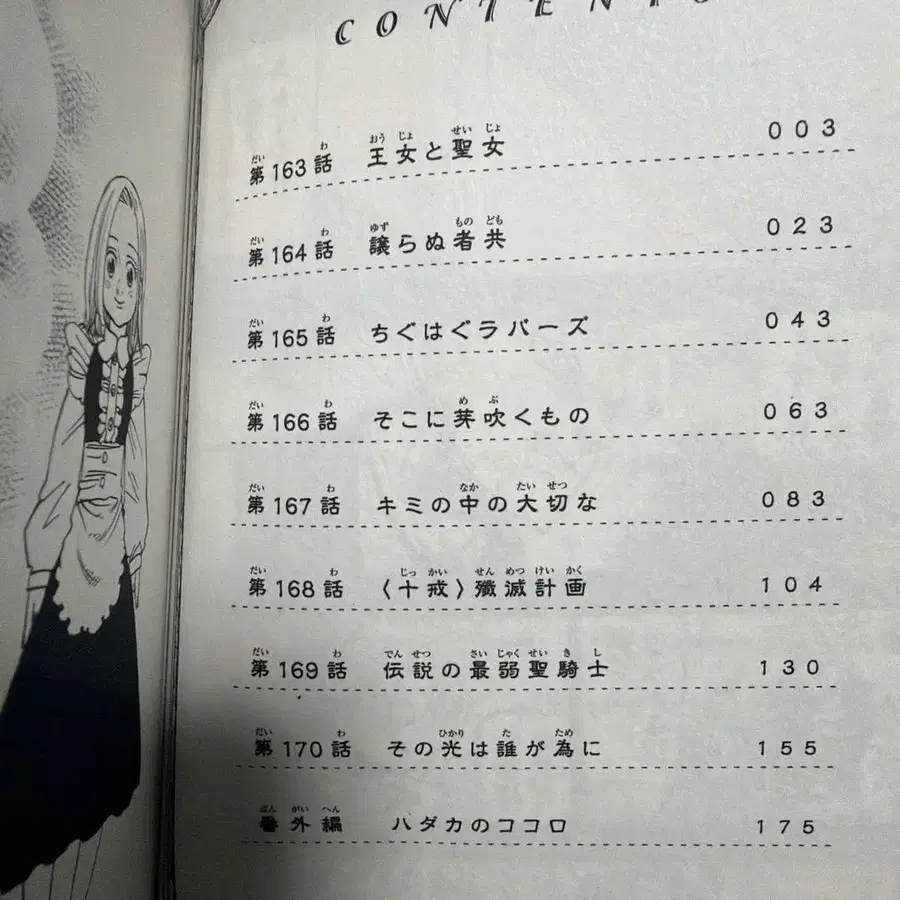 CONTENTS
第163話 王女と聖女 003
第164話 譲らぬ者共 023
第165話 ちぐはぐラバーズ 043
第166話 そこに芽吹くもの 063
第167話 キミの中の大切な 083
第168話 〈十戒〉殲滅計画 104
第169話 伝説の最弱聖騎士 130
第170話 その光は誰が為に 155
番外編 ハダカのココロ 175